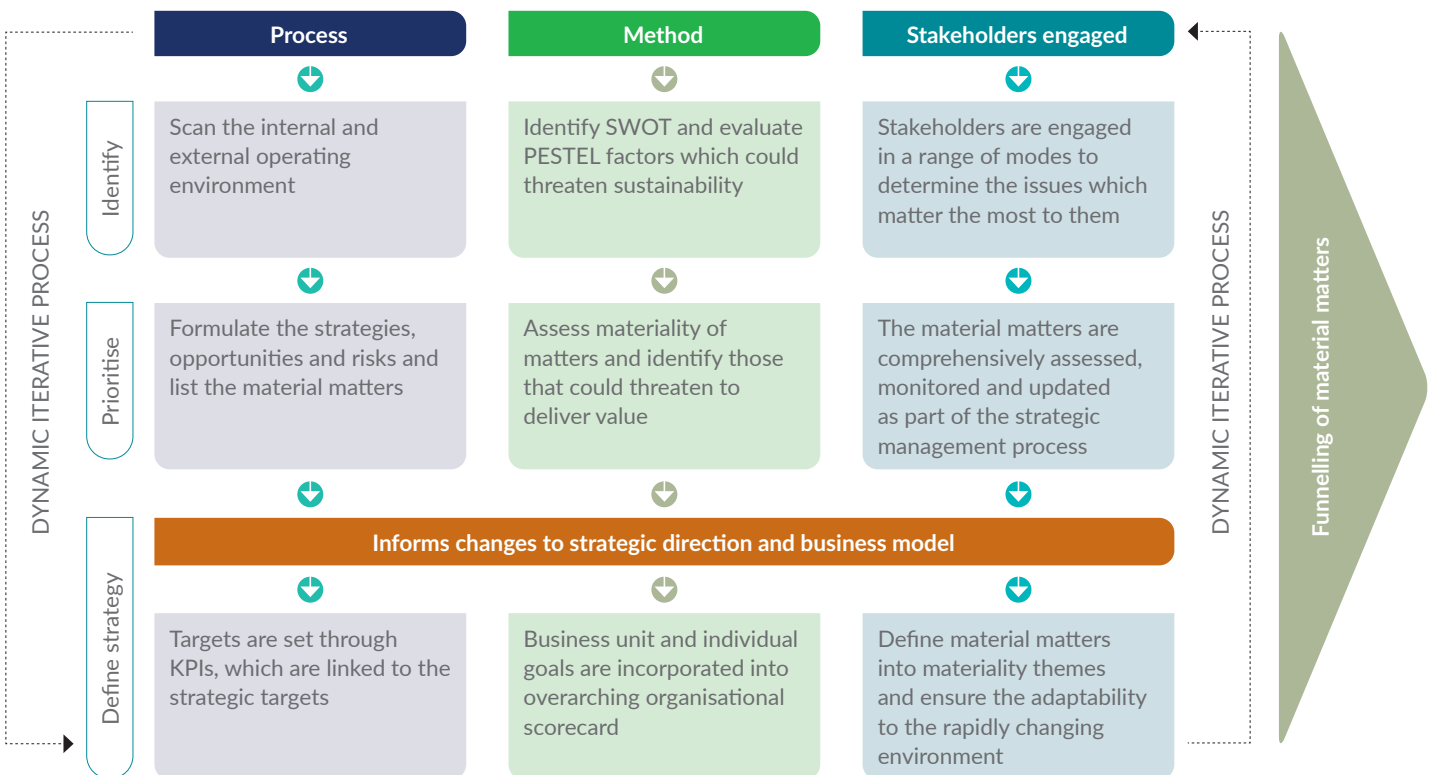 Process
Method
Stakeholders engaged
DYNAMIC ITERATIVE PROCESS
Identify
Scan the internal and
external operating
environment
Identify SWOT and evaluate
PESTEL factors which could
threaten sustainability
Stakeholders are engaged
in a range of modes to
determine the issues which
matter the most to them
Prioritise
Formulate the strategies,
opportunities and risks and
list the material matters
Assess materiality of
matters and identify those
that could threaten to
deliver value
The material matters are
comprehensively assessed,
monitored and updated
as part of the strategic
management process
Define strategy
Informs changes to strategic direction and business model
Targets are set through
KPIs, which are linked to the
strategic targets
Business unit and individual
goals are incorporated into
overarching organisational
scorecard
Define material matters
into materiality themes
and ensure the adaptability
to the rapidly changing
environment
DYNAMIC ITERATIVE PROCESS
Funnelling of material matters